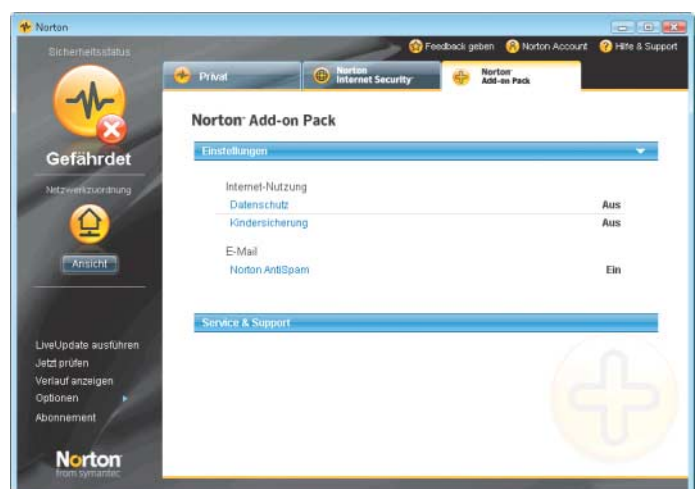 Norton
Feedback geben
Norton Account
Hilfe & Support
Sicherheitsstatus
Gefährdet
Netzwerkzuordnung
Ansicht
LiveUpdate ausführen
Jetzt prüfen
Verlauf anzeigen
Optionen
Abonnement
Norton
from symantec
Privat
Norton
Internet Security
Norton
Add-on Pack
Norton Add-on Pack
Einstellungen
Internet-Nutzung
Datenschutz Aus
Kindersicherung Aus
E-Mail
Norton AntiSpam Ein
Service & Support